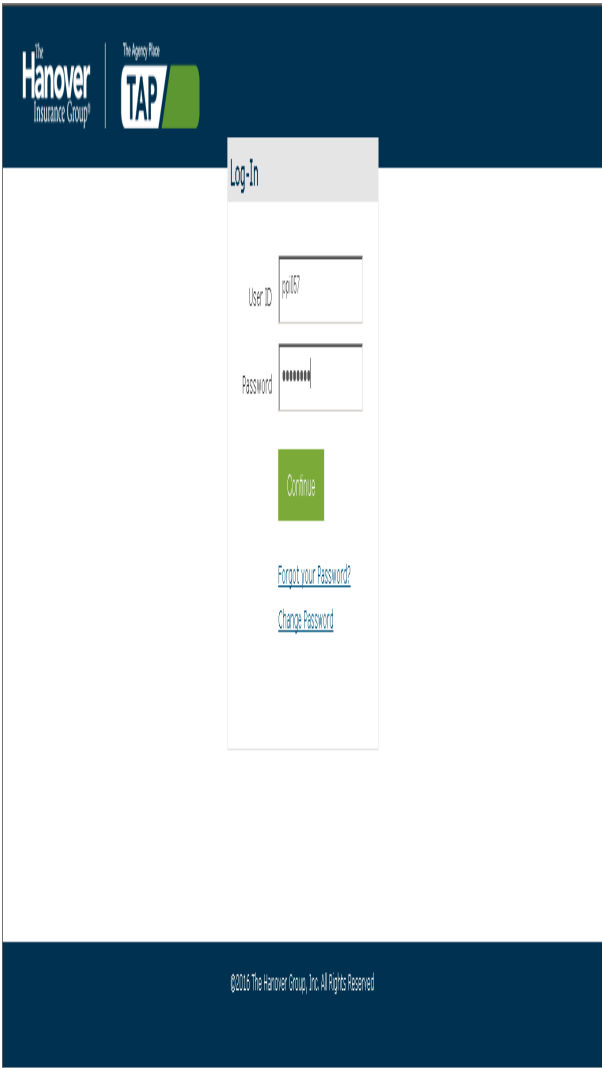 The
Hanover
Insurance Group®
The Agency Place
TAP
Log-In
User ID
ppil057
Password
Continue
Forgot your Password?
Change Password
©2016 The Hanover Group, Inc. All Rights Reserved